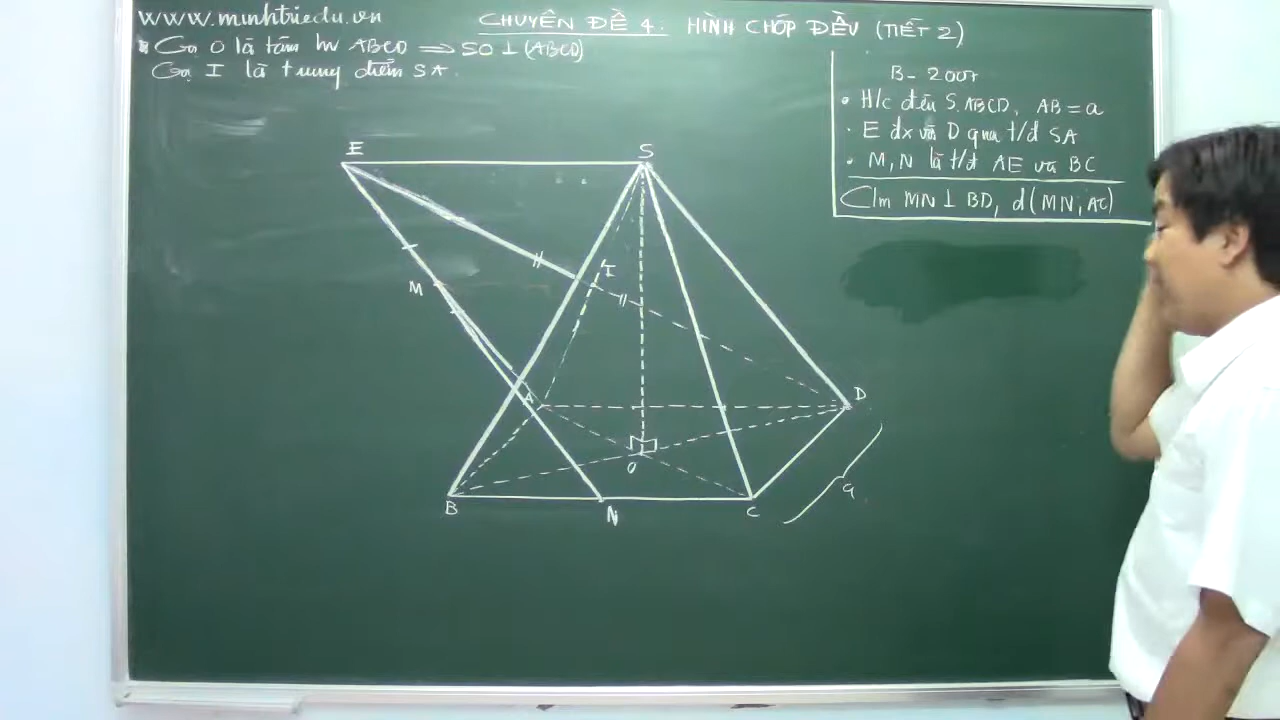 www.minhtriedu.vn
CHUYÊN ĐỀ 4: HÌNH CHÓP ĐỀU (TIẾT 2)
Gọi O là tâm hv ABCD ⟹ SO ⊥ (ABCD)
Gọi I là trung điểm SA.
B - 2007
• H/c đều S.ABCD, AB = a
• E đx với D qua t/đ SA
• M, N là t/đ AE và BC
Clm MN ⊥ BD, d(MN; AC)
E
S
I
M
A
D
O
a
B
N
C